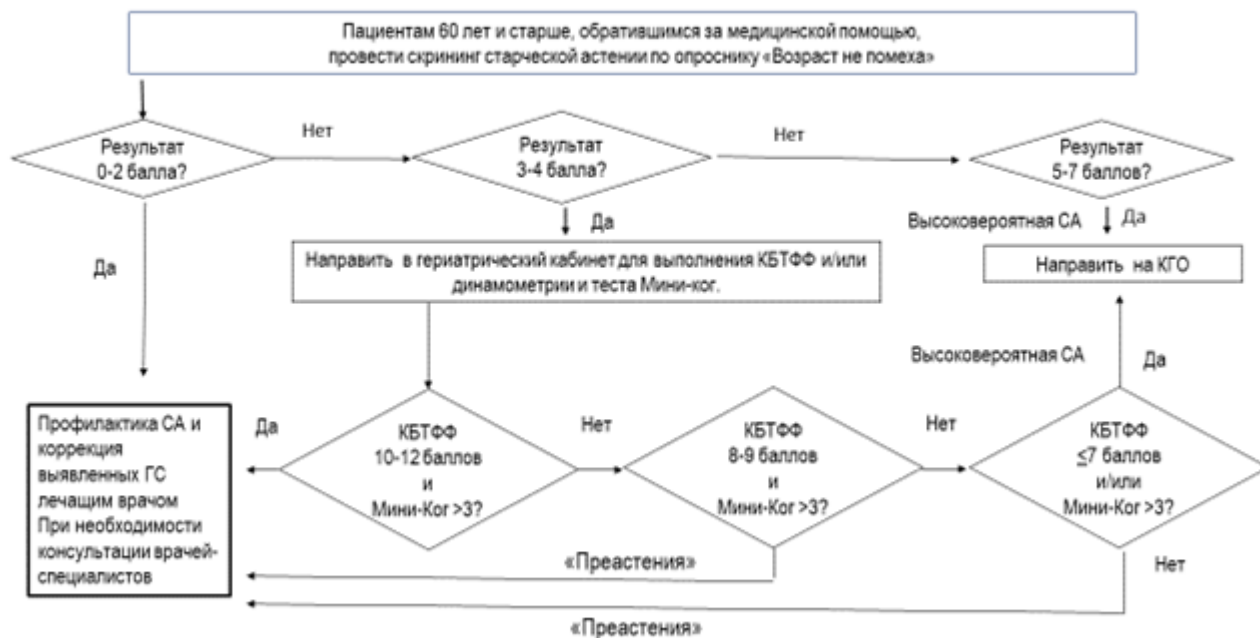 Пациентам 60 лет и старше, обратившимся за медицинской помощью,
провести скрининг старческой астении по опроснику «Возраст не помеха»
Результат
0-2 балла?
Нет
Результат
3-4 балла?
Нет
Результат
5-7 баллов?
Да
Да
Высоковероятная СА
Да
Направить в гериатрический кабинет для выполнения КБТФФ и/или
динамометрии и теста Мини-ког.
Направить на КГО
Высоковероятная СА
Да
Профилактика СА и
коррекция
выявленных ГС
лечащим врачом
При необходимости
консультации врачей-
специалистов
Да
КБТФФ
10-12 баллов
и
Мини-Ког >3?
Нет
КБТФФ
8-9 баллов
и
Мини-Ког >3?
Нет
КБТФФ
≤7 баллов
и/или
Мини-Ког >3?
«Преастения»
Нет
«Преастения»